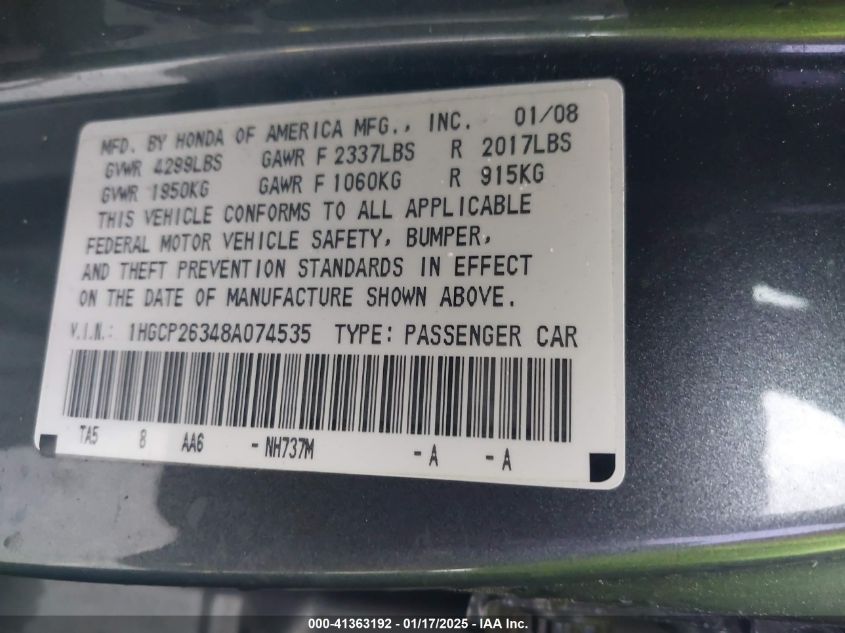 MFD. BY HONDA OF AMERICA MFG., INC. 01/08
GVWR 4299LBS GAWR F 2337LBS R 2017LBS
GVWR 1950KG GAWR F 1060KG R 915KG
THIS VEHICLE CONFORMS TO ALL APPLICABLE
FEDERAL MOTOR VEHICLE SAFETY, BUMPER,
AND THEFT PREVENTION STANDARDS IN EFFECT
ON THE DATE OF MANUFACTURE SHOWN ABOVE.
V.I.N.: 1HGCP26348A074535 TYPE: PASSENGER CAR
TA5 8 AA6 - NH737M - A - A
000-41363192 - 01/17/2025 - IAA Inc.